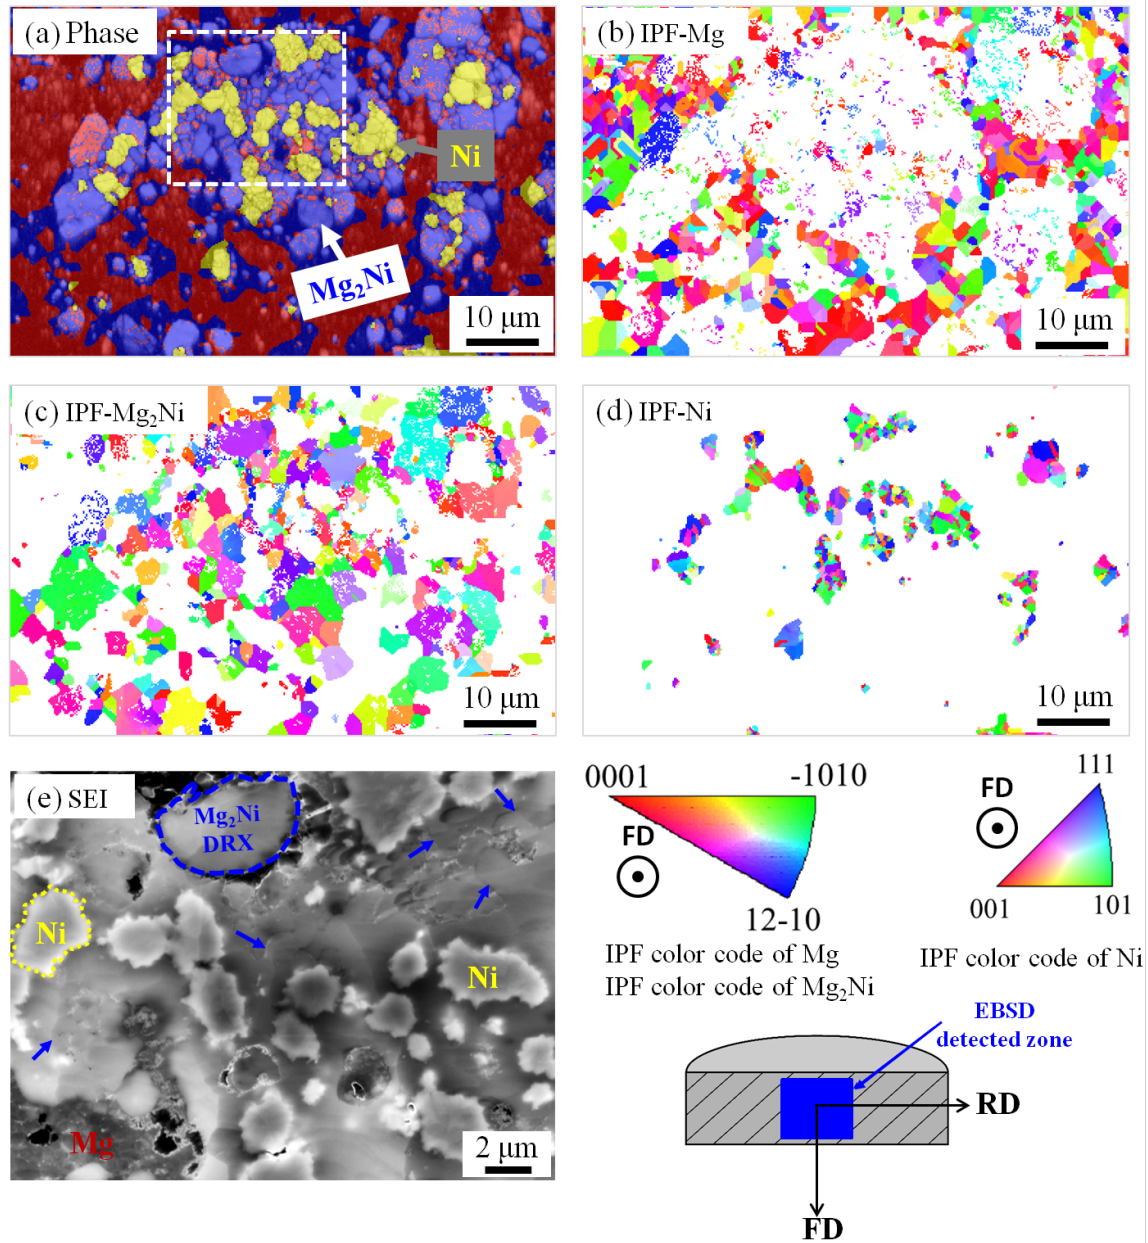 (a) Phase
Ni
Mg₂Ni
10 μm
(b) IPF-Mg
10 μm
(c) IPF-Mg₂Ni
10 μm
(d) IPF-Ni
10 μm
(e) SEI
Mg₂Ni
DRX
Ni
Ni
Mg
2 μm
0001
-1010
FD
12-10
IPF color code of Mg
IPF color code of Mg₂Ni
111
FD
001
101
IPF color code of Ni
EBSD
detected zone
RD
FD